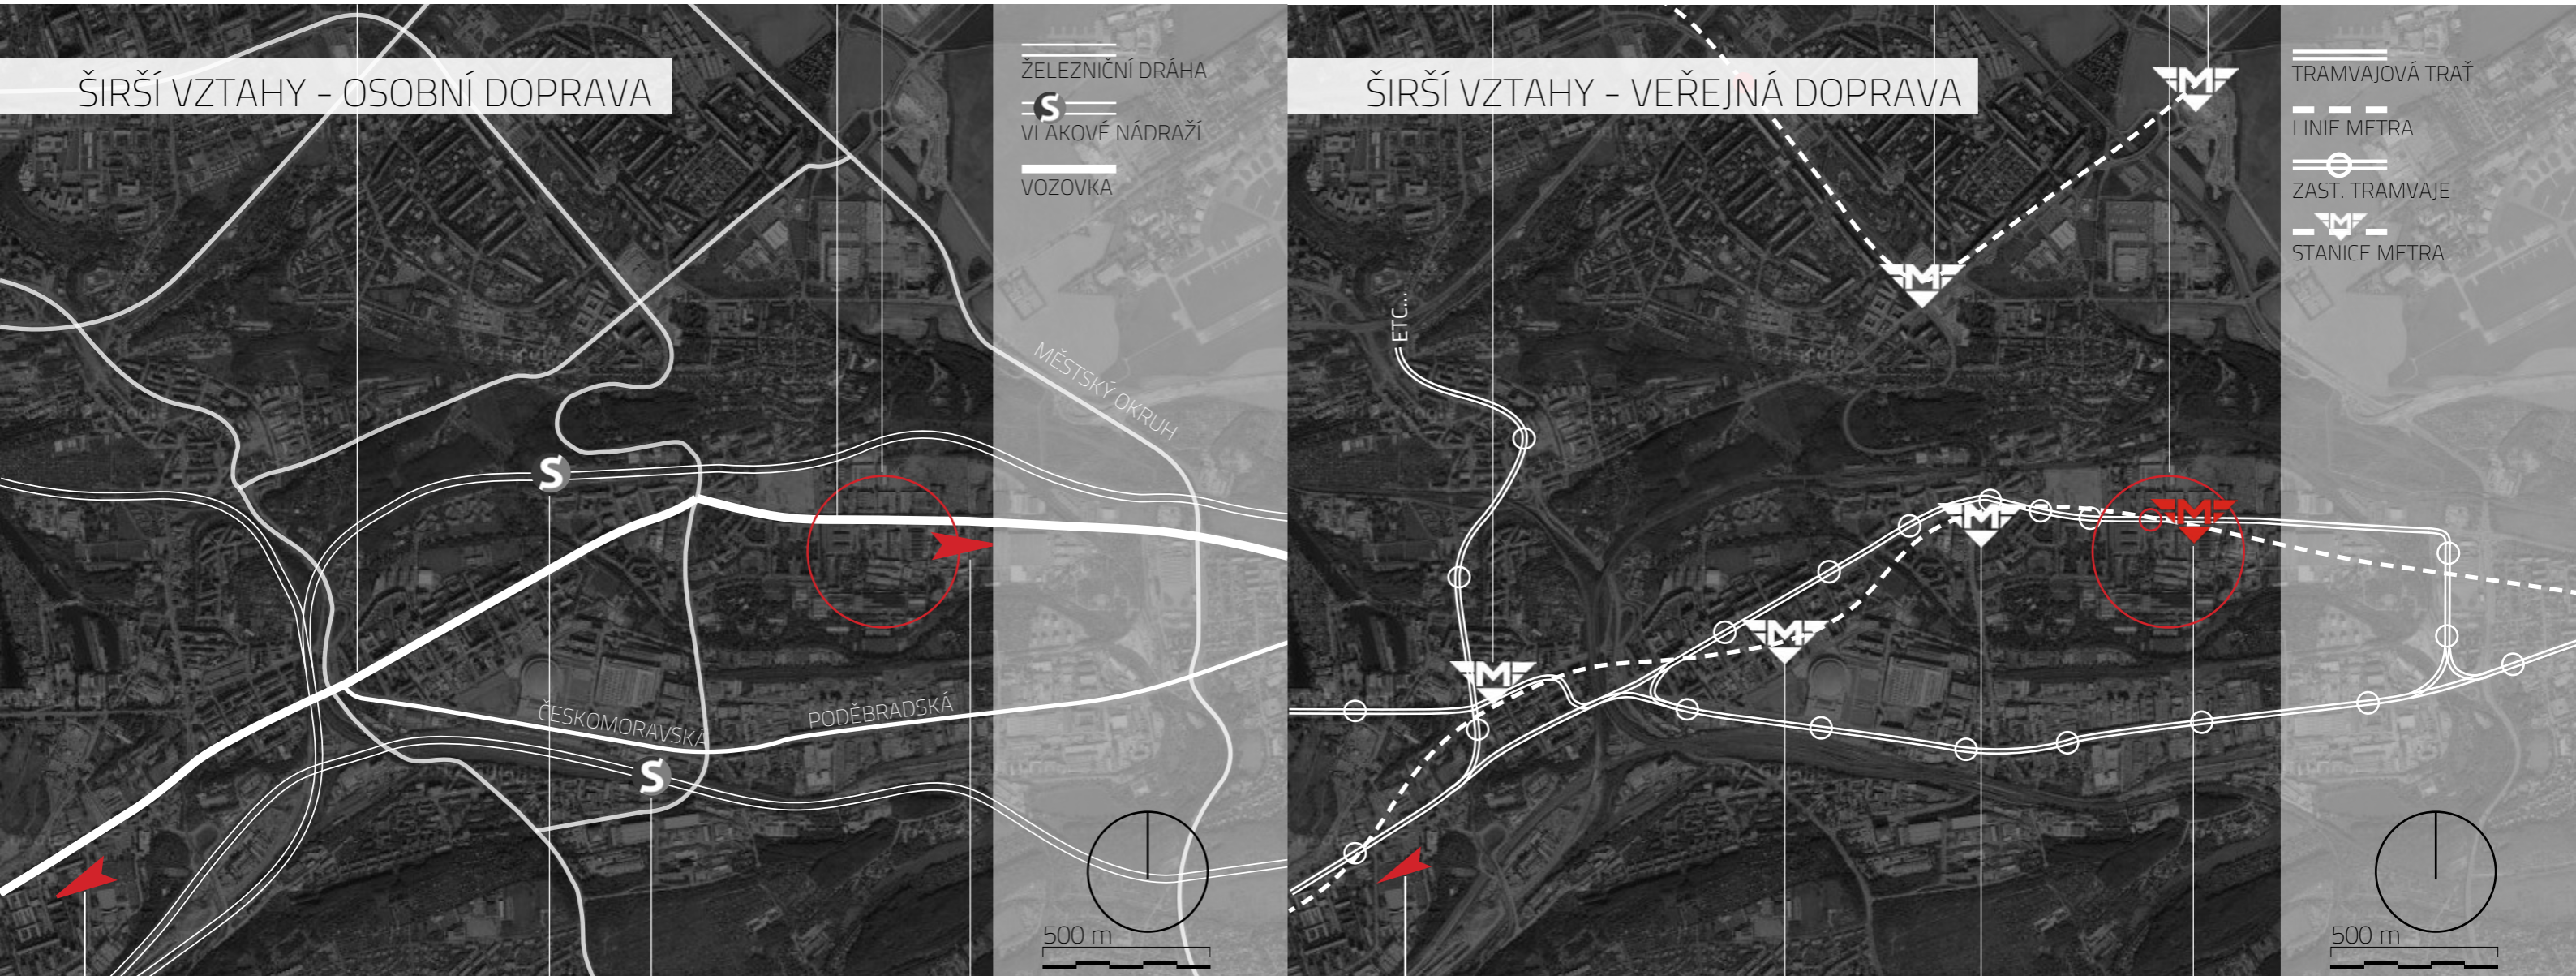 ŠIRŠÍ VZTAHY - OSOBNÍ DOPRAVA
ŽELEZNIČNÍ DRÁHA
S
VLAKOVÉ NÁDRAŽÍ
VOZOVKA
MĚSTSKÝ OKRUH
S
ČESKOMORAVSKÁ
PODĚBRADSKÁ
S
500 m
ŠIRŠÍ VZTAHY - VEŘEJNÁ DOPRAVA
M
TRAMVAJOVÁ TRAŤ
LINIE METRA
ZAST. TRAMVAJE
M
STANICE METRA
M
ETC...
M
M
M
M
500 m